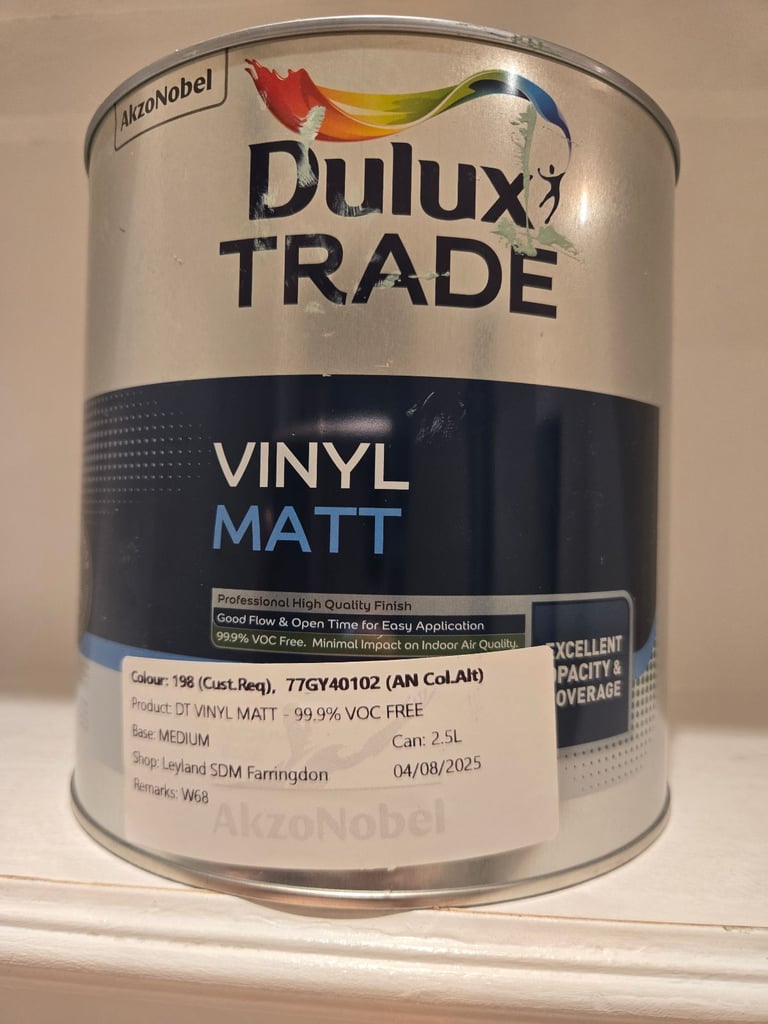 AkzoNobel
Dulux
TRADE
VINYL
MATT
Professional High Quality Finish
Good Flow & Open Time for Easy Application
99.9% VOC Free. Minimal Impact on Indoor Air Quality.
EXCELLENT
OPACITY &
COVERAGE
Colour: 198 (Cust.Req), 77GY40102 (AN Col.Alt)
Product: DT VINYL MATT - 99.9% VOC FREE
Base: MEDIUM Can: 2.5L
Shop: Leyland SDM Farringdon 04/08/2025
Remarks: W68
AkzoNobel